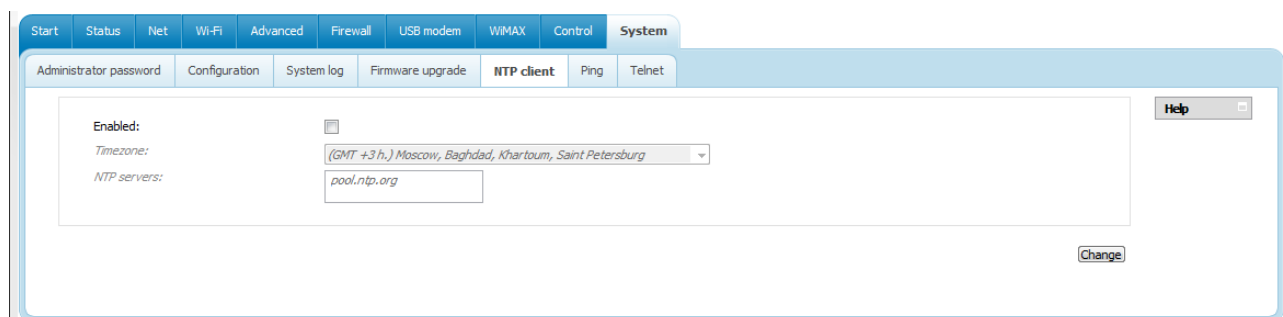 Start Status Net Wi-Fi Advanced Firewall USB modem WiMAX Control System
Administrator password Configuration System log Firmware upgrade NTP client Ping Telnet
Help
Enabled:
Timezone: (GMT +3 h.) Moscow, Baghdad, Khartoum, Saint Petersburg
NTP servers: pool.ntp.org
Change